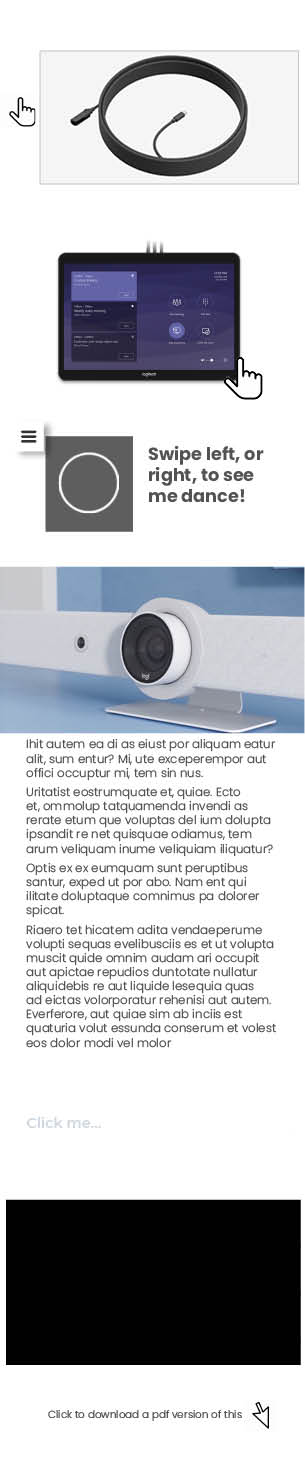 logitech
Swipe left, or
right, to see
me dance!
logi
Ihit autem ea di as eiust por aliquam eatur
alit, sum entur? Mi, ute exceperempor aut
offici occuptur mi, tem sin nus.
Uritatist eostrumquate et, quiae. Ecto
et, ommolup tatquamenda invendi as
rerate etum que voluptas del ium dolupta
ipsandit re net quisquae odiamus, tem
arum veliquam inume veliquiam iliquatur?
Optis ex ex eumquam sunt peruptibus
santur, exped ut por abo. Nam ent qui
ilitate doluptaque comnimus pa dolorer
spicat.
Riaero tet hicatem adita vendaeperume
volupti sequas evelibusciis es et ut volupta
muscit quide omnim audam ari occupit
aut apictae repudios duntotate nullatur
aliquidebis re aut liquide lesequia quas
ad eictas volorporatur rehenisi aut autem.
Everferore, aut quiae sim ab inciis est
quaturia volut essunda conserum et volest
eos dolor modi vel molor
Click me...
Click to download a pdf version of this